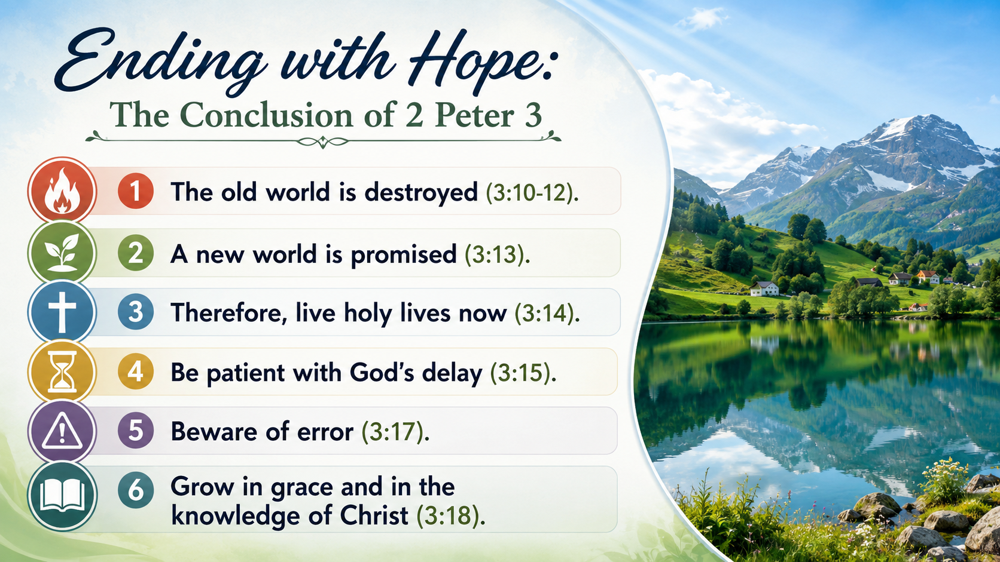 Ending with Hope:
The Conclusion of 2 Peter 3
1 The old world is destroyed (3:10-12).
2 A new world is promised (3:13).
3 Therefore, live holy lives now (3:14).
4 Be patient with God’s delay (3:15).
5 Beware of error (3:17).
6 Grow in grace and in the
knowledge of Christ (3:18).